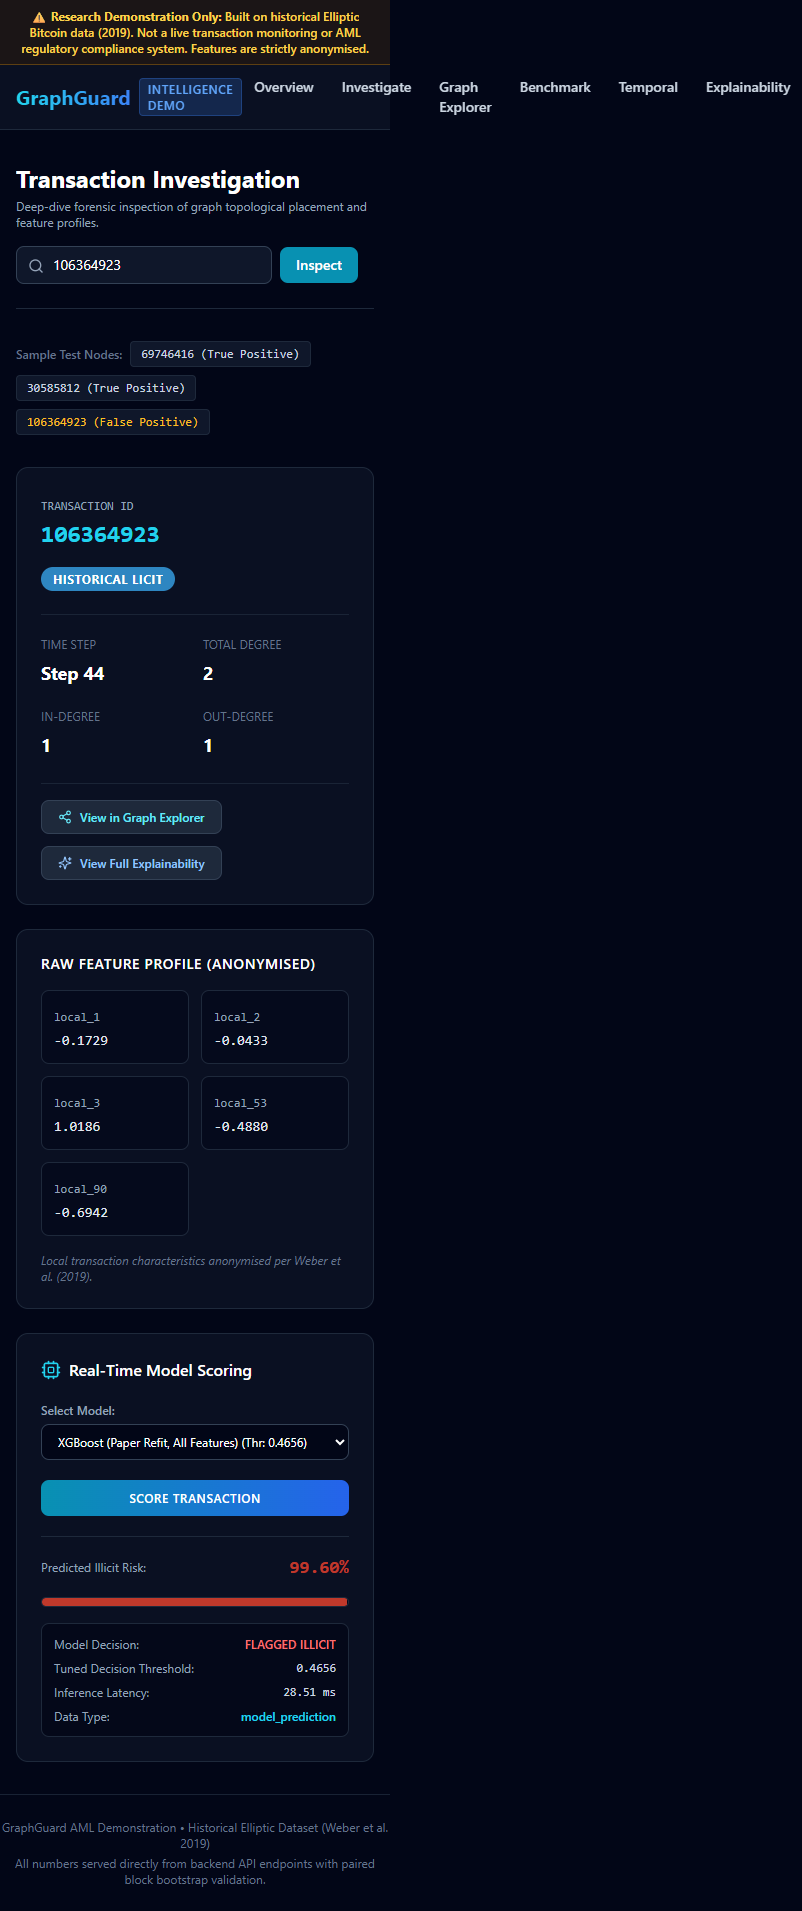 ⚠ Research Demonstration Only: Built on historical Elliptic
Bitcoin data (2019). Not a live transaction monitoring or AML
regulatory compliance system. Features are strictly anonymised.
GraphGuard INTELLIGENCE DEMO Overview Investigate Graph Explorer Benchmark Temporal Explainability
Transaction Investigation
Deep-dive forensic inspection of graph topological placement and
feature profiles.
106364923 Inspect
Sample Test Nodes: 69746416 (True Positive)
30585812 (True Positive)
106364923 (False Positive)
TRANSACTION ID
106364923
HISTORICAL LICIT
TIME STEP TOTAL DEGREE
Step 44 2
IN-DEGREE OUT-DEGREE
1 1
View in Graph Explorer
View Full Explainability
RAW FEATURE PROFILE (ANONYMISED)
local_1 local_2
-0.1729 -0.0433
local_3 local_53
1.0186 -0.4880
local_90
-0.6942
Local transaction characteristics anonymised per Weber et
al. (2019).
Real-Time Model Scoring
Select Model:
XGBoost (Paper Refit, All Features) (Thr: 0.4656)
SCORE TRANSACTION
Predicted Illicit Risk: 99.60%
Model Decision: FLAGGED ILLICIT
Tuned Decision Threshold: 0.4656
Inference Latency: 28.51 ms
Data Type: model_prediction
GraphGuard AML Demonstration • Historical Elliptic Dataset (Weber et al.
2019)
All numbers served directly from backend API endpoints with paired
block bootstrap validation.